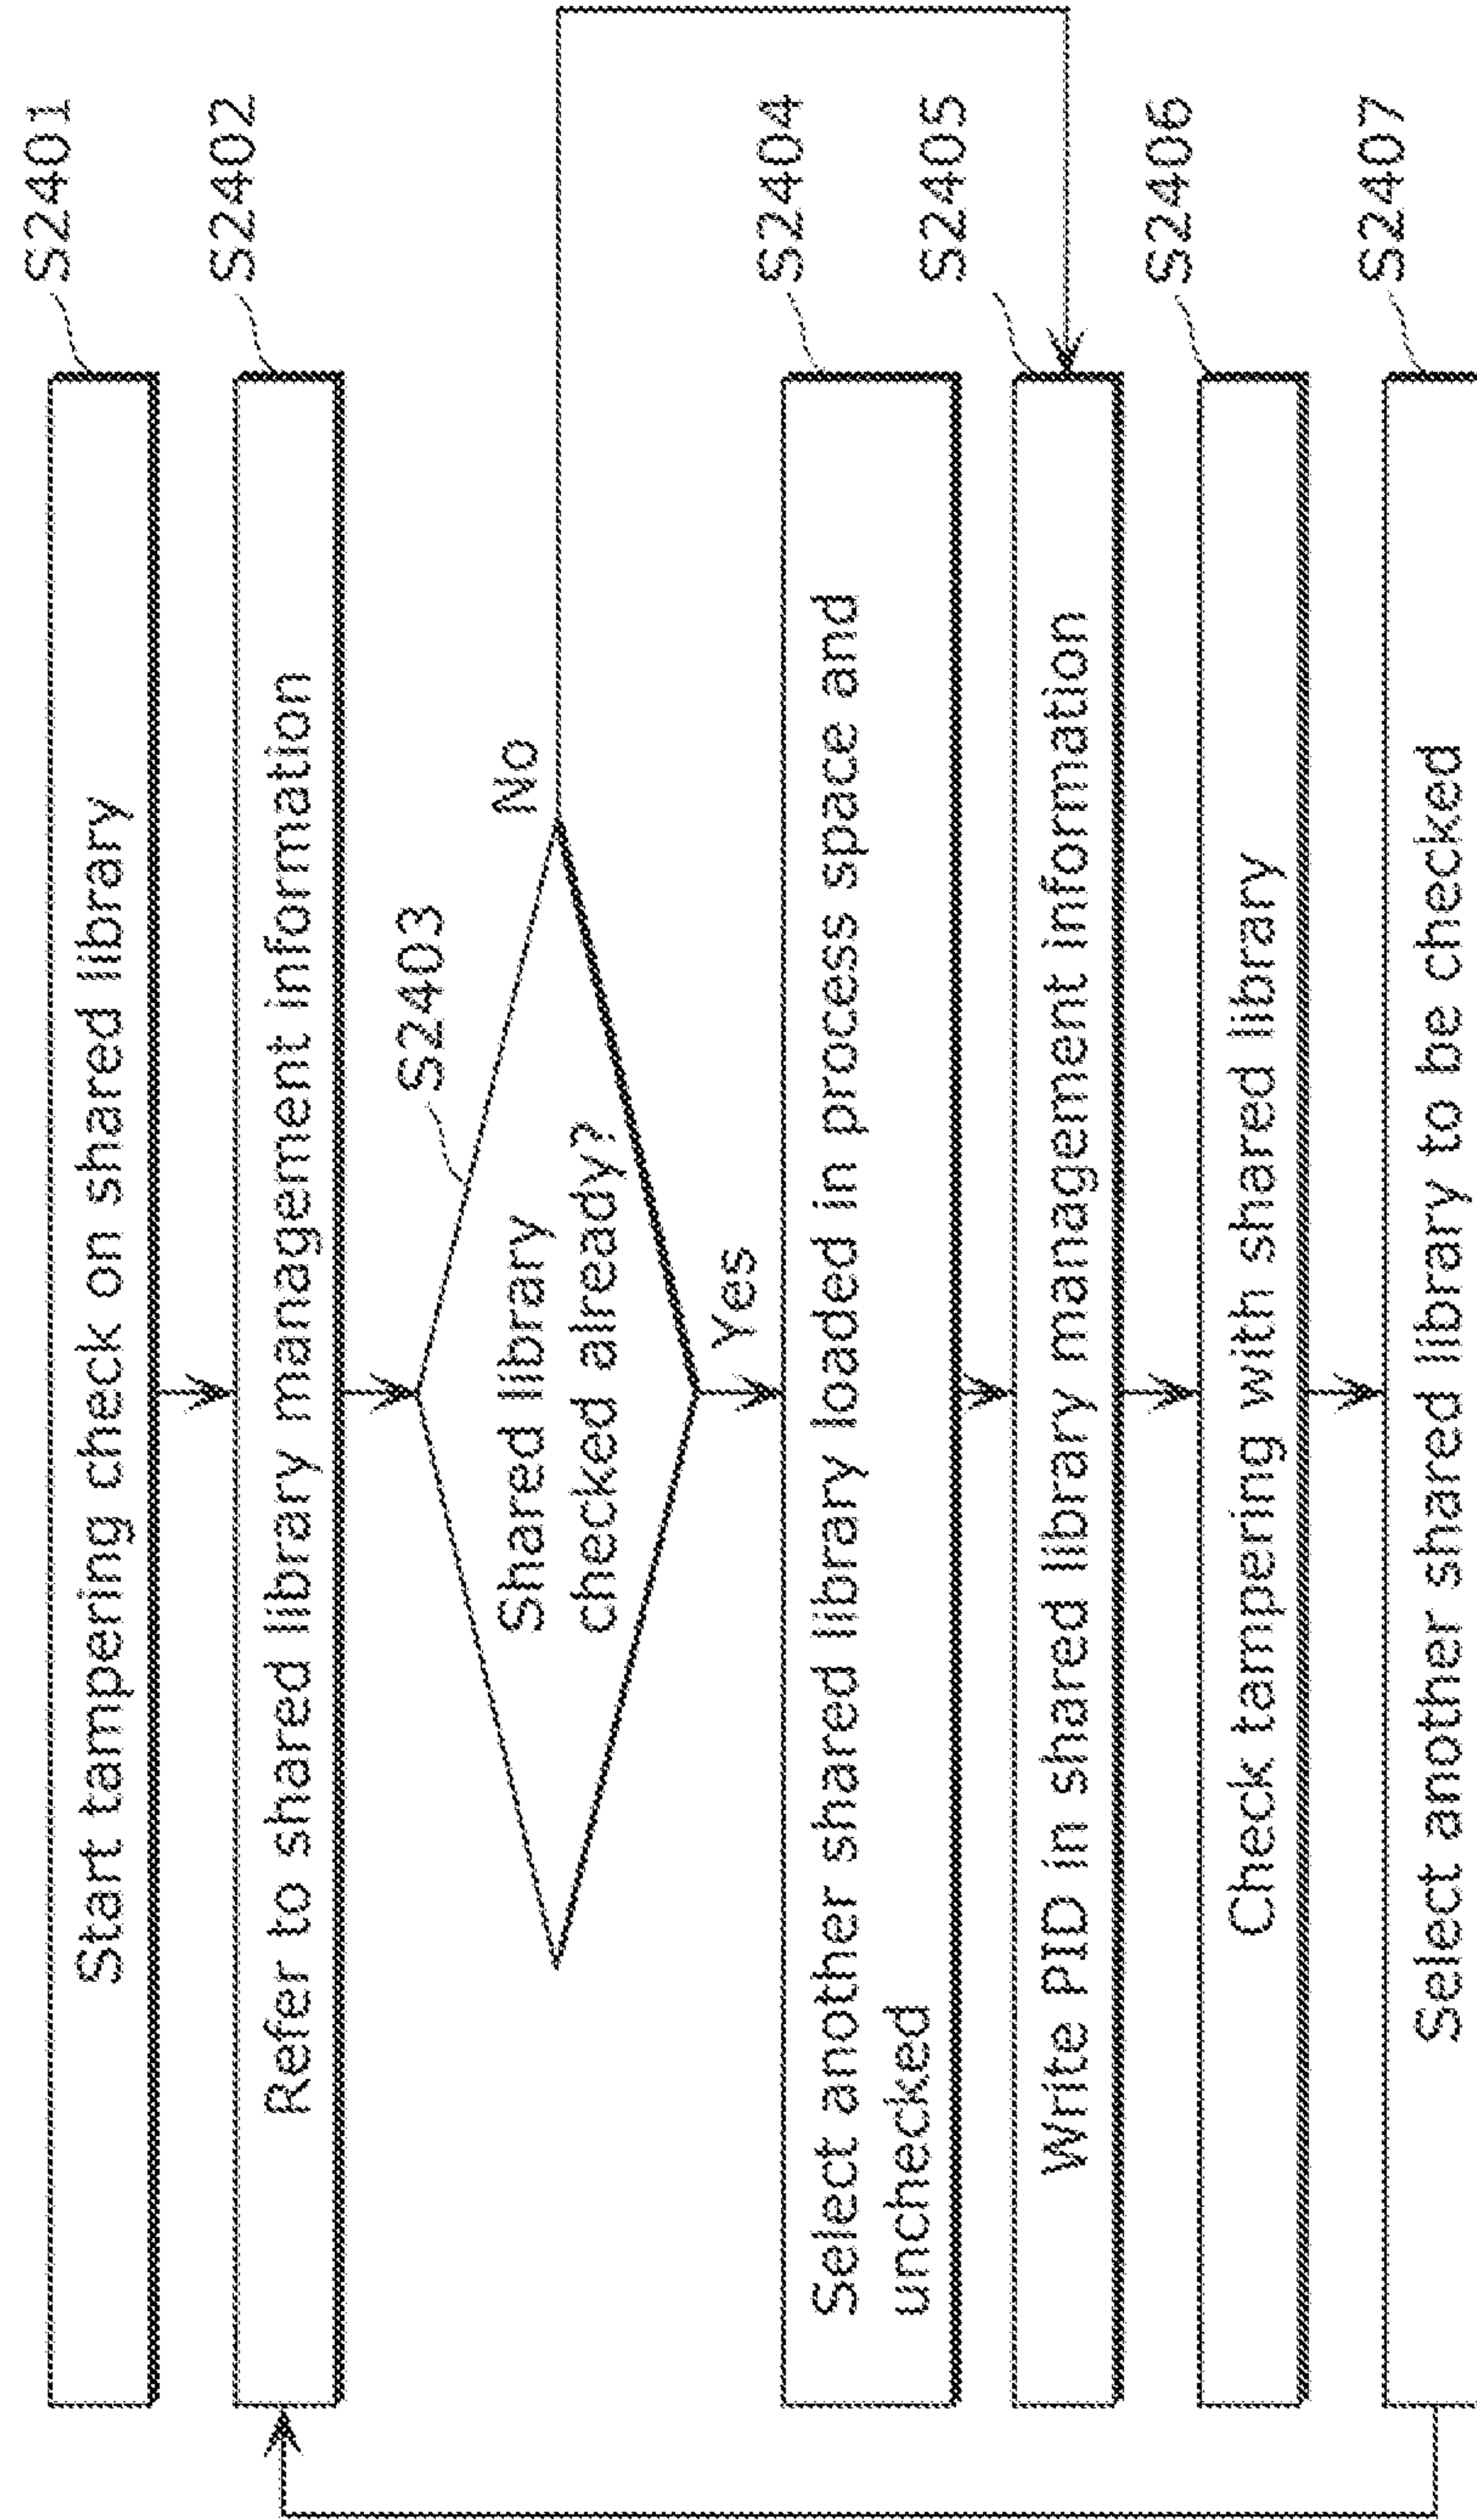 Start tampering check on shared library
S2401
Refer to shared library management information
S2402
S2403
Shared library
checked already?
No
Yes
Select another shared library loaded in process space and
unchecked
S2404
Write PID in shared library management information
S2405
Check tampering with shared library
S2406
Select another shared library to be checked
S2407